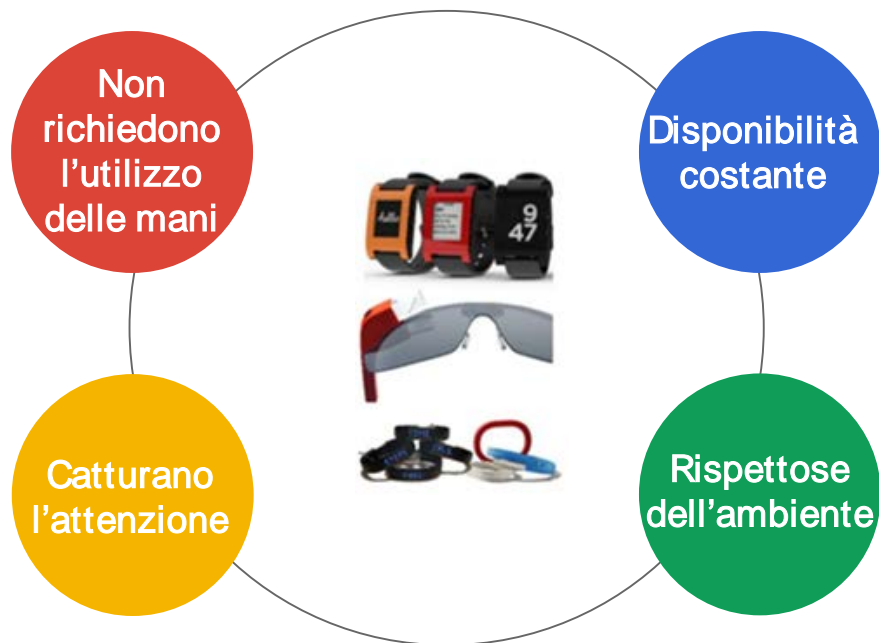 Non
richiedono
l'utilizzo
delle mani
Disponibilità
costante
9
47
Catturano
l'attenzione
Rispettose
dell'ambiente